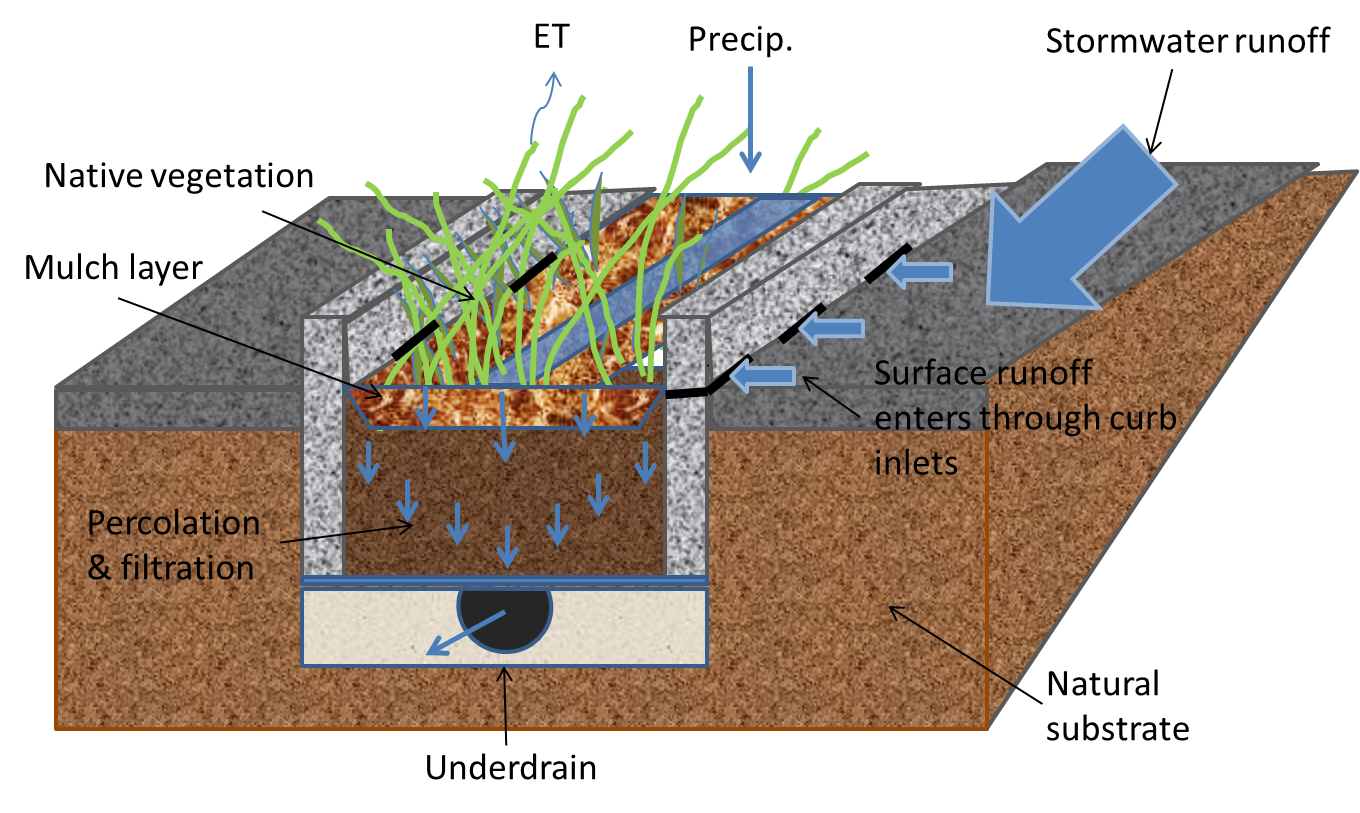 ET
Precip.
Stormwater runoff
Native vegetation
Mulch layer
Surface runoff
enters through curb
inlets
Percolation
& filtration
Natural
substrate
Underdrain